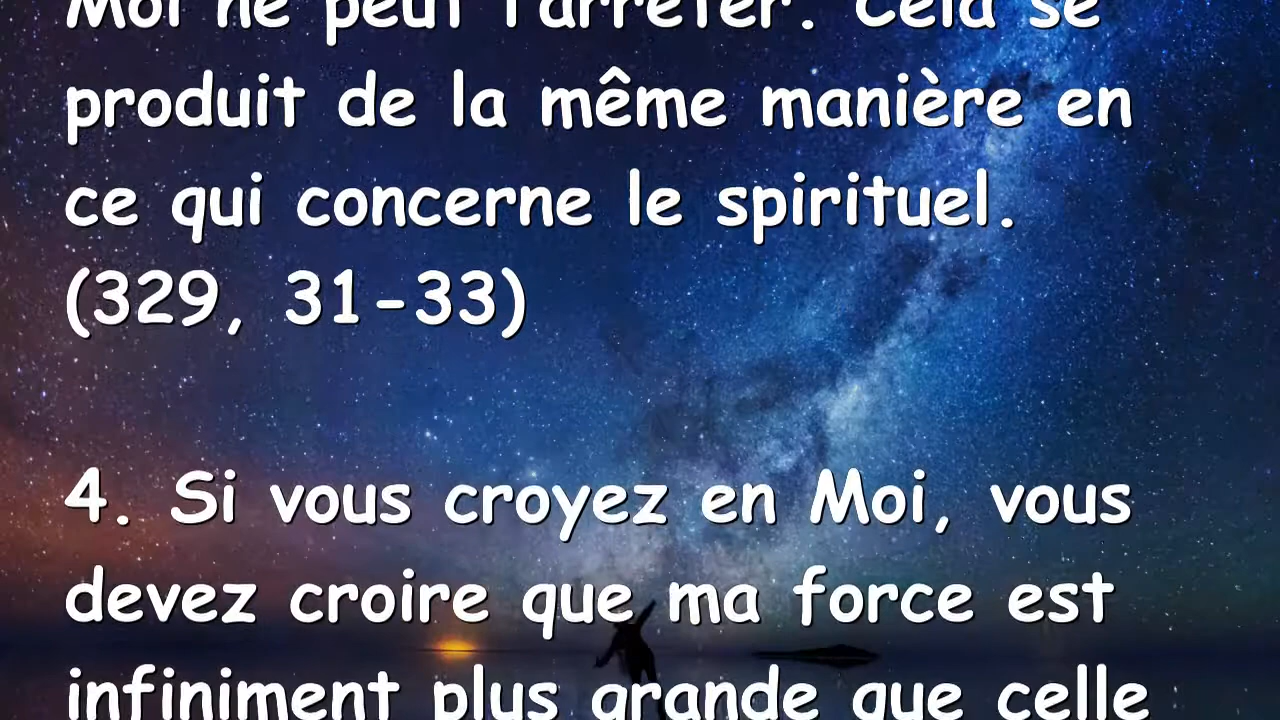 Moi ne peut l'arrêter. Cela se
produit de la même manière en
ce qui concerne le spirituel.
(329, 31-33)
4. Si vous croyez en Moi, vous
devez croire que ma force est
infiniment plus grande que celle